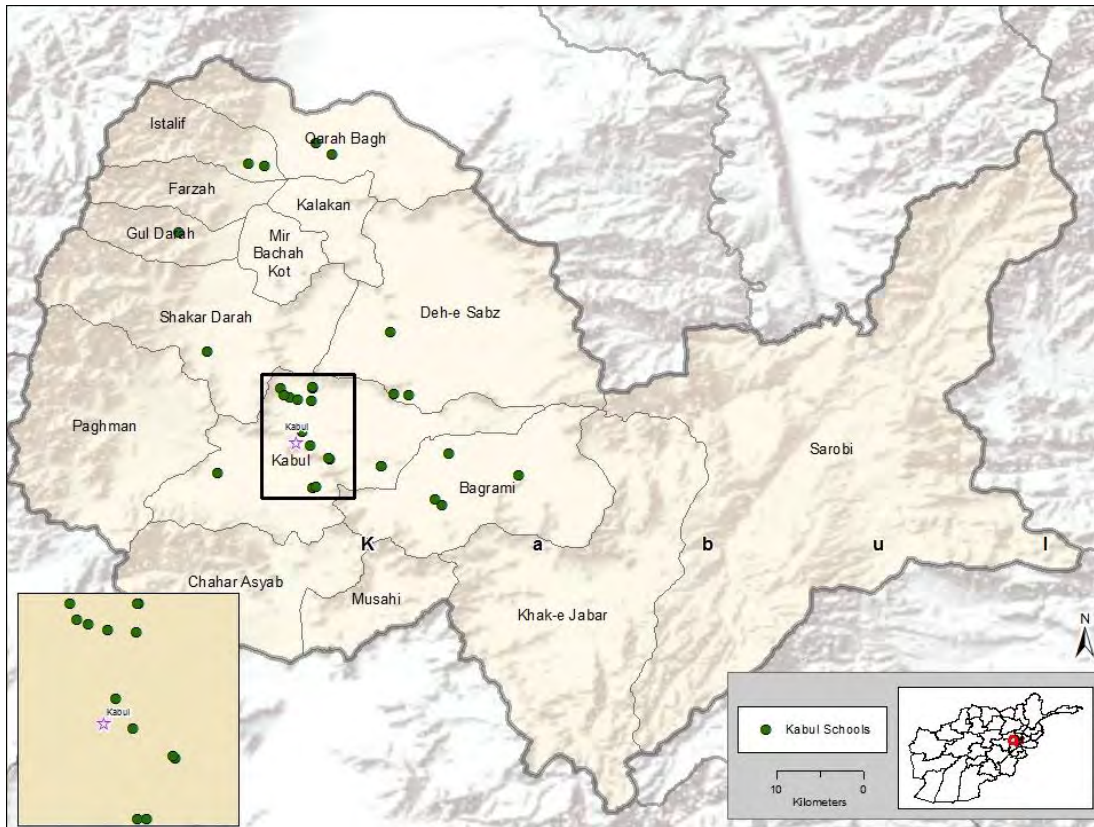 Istalif
Qarah Bagh
Farzah
Kalakan
Gul Darah
Mir
Bachah
Kot
Shakar Darah
Deh-e Sabz
Paghman
Kabul
Kabul
Sarobi
Bagrami
K a b u l
Chahar Asyab
Musahi
Khak-e Jabar
N
Kabul
Kabul Schools
10 0
Kilometers